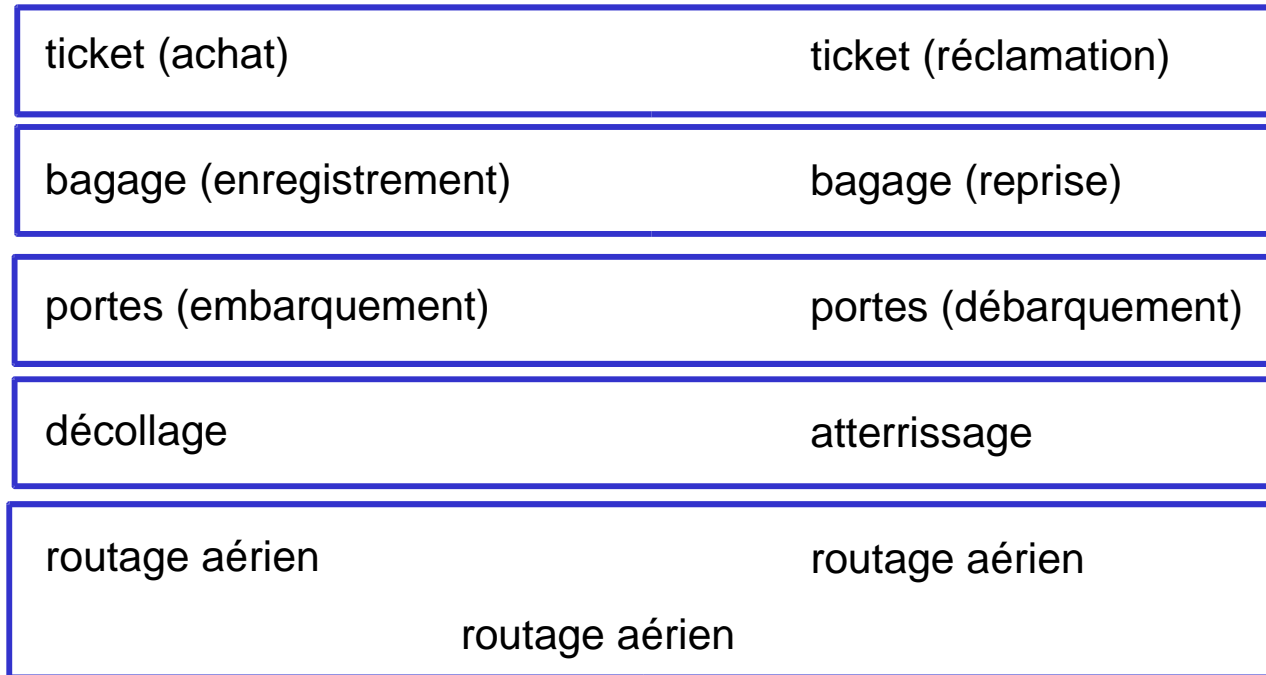 ticket (achat) ticket (réclamation)
bagage (enregistrement) bagage (reprise)
portes (embarquement) portes (débarquement)
décollage atterrissage
routage aérien routage aérien
routage aérien